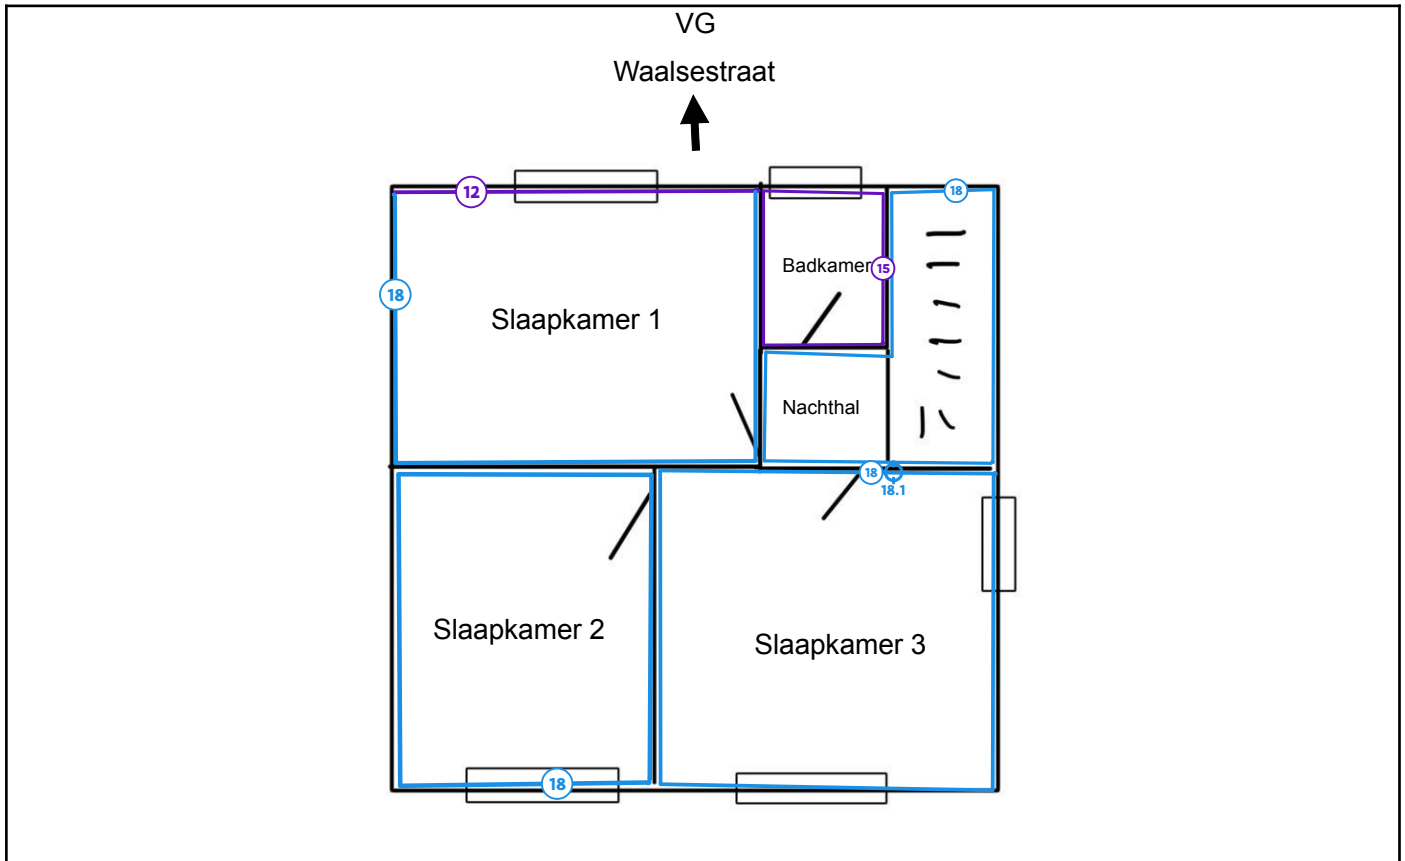 VG
Waalsestraat
12
18
18
Badkamer
15
Slaapkamer 1
Nachthal
18
18.1
Slaapkamer 2
Slaapkamer 3
18